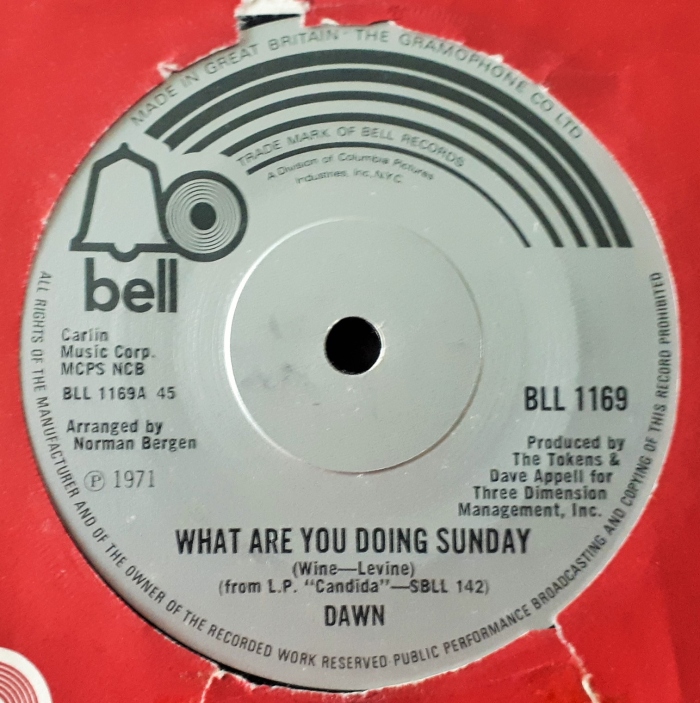 MADE IN GREAT BRITAIN · THE GRAMOPHONE CO LTD
TRADE MARK OF BELL RECORDS
A Division of Columbia Pictures
Industries, Inc., N.Y.C.
bell
Carlin
Music Corp.
MCPS NCB
BLL 1169A 45
Arranged by
Norman Bergen
Ⓟ 1971
BLL 1169
Produced by
The Tokens &
Dave Appell for
Three Dimension
Management, Inc.
WHAT ARE YOU DOING SUNDAY
(Wine—Levine)
(from L.P. "Candida"—SBLL 142)
DAWN
ALL RIGHTS OF THE MANUFACTURER AND OF THE OWNER OF THE RECORDED WORK RESERVED · PUBLIC PERFORMANCE BROADCASTING AND COPYING OF THIS RECORD PROHIBITED